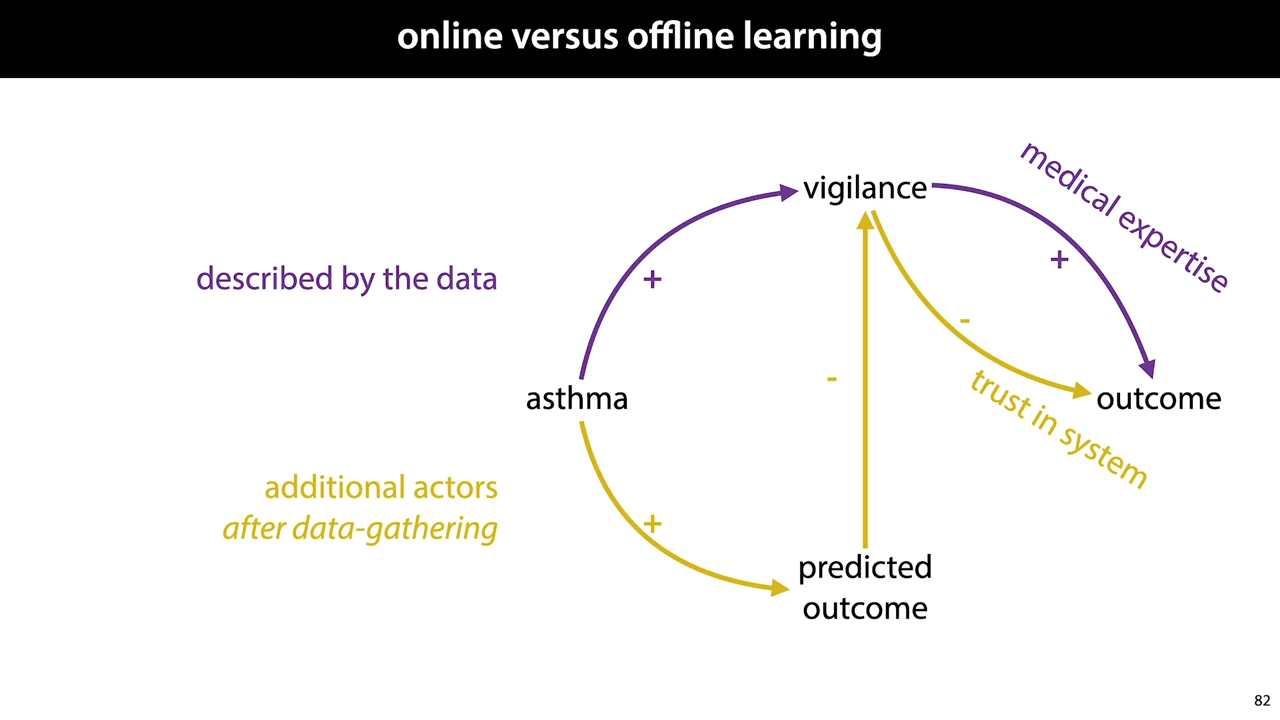 online versus offline learning
vigilance
medical expertise
+
described by the data
+
-
-
asthma
outcome
trust in system
additional actors
after data-gathering
+
predicted
outcome
82